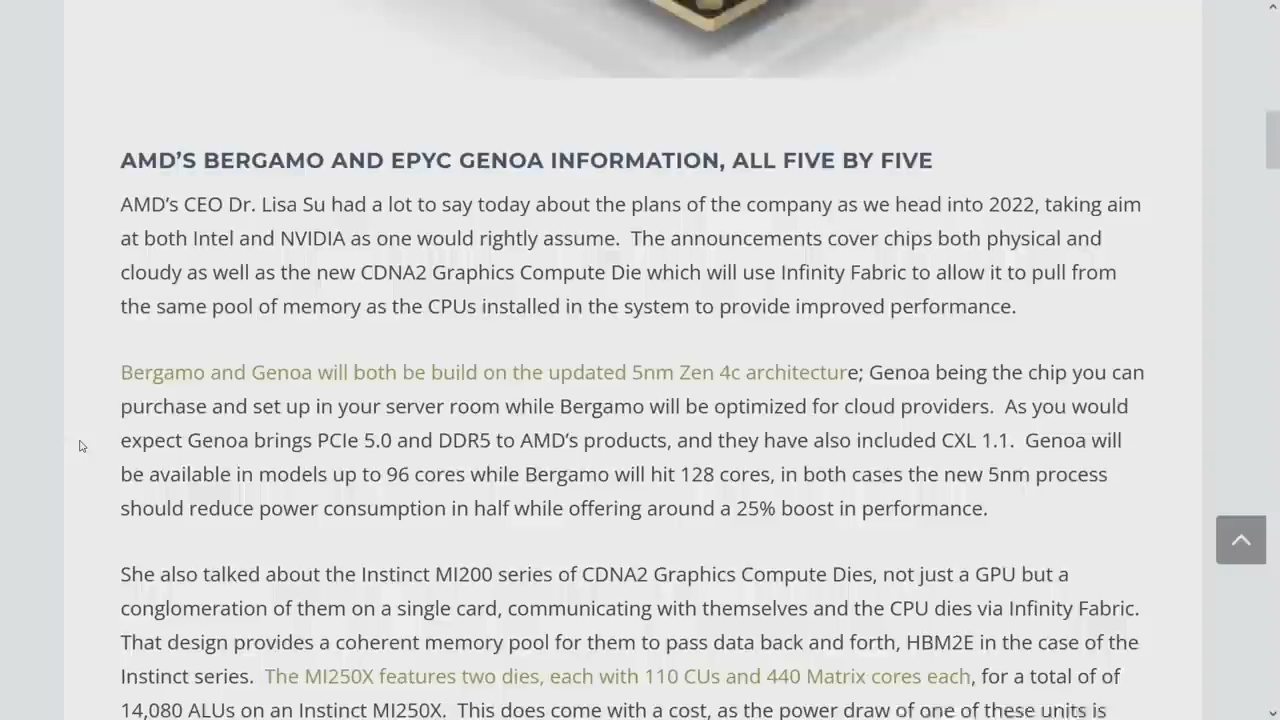 AMD’S BERGAMO AND EPYC GENOA INFORMATION, ALL FIVE BY FIVE
AMD’s CEO Dr. Lisa Su had a lot to say today about the plans of the company as we head into 2022, taking aim
at both Intel and NVIDIA as one would rightly assume.  The announcements cover chips both physical and
cloudy as well as the new CDNA2 Graphics Compute Die which will use Infinity Fabric to allow it to pull from
the same pool of memory as the CPUs installed in the system to provide improved performance.
Bergamo and Genoa will both be build on the updated 5nm Zen 4c architecture; Genoa being the chip you can
purchase and set up in your server room while Bergamo will be optimized for cloud providers.  As you would
expect Genoa brings PCIe 5.0 and DDR5 to AMD’s products, and they have also included CXL 1.1.  Genoa will
be available in models up to 96 cores while Bergamo will hit 128 cores, in both cases the new 5nm process
should reduce power consumption in half while offering around a 25% boost in performance.
She also talked about the Instinct MI200 series of CDNA2 Graphics Compute Dies, not just a GPU but a
conglomeration of them on a single card, communicating with themselves and the CPU dies via Infinity Fabric.
That design provides a coherent memory pool for them to pass data back and forth, HBM2E in the case of the
Instinct series.  The MI250X features two dies, each with 110 CUs and 440 Matrix cores each, for a total of of
14,080 ALUs on an Instinct MI250X.  This does come with a cost, as the power draw of one of these units is